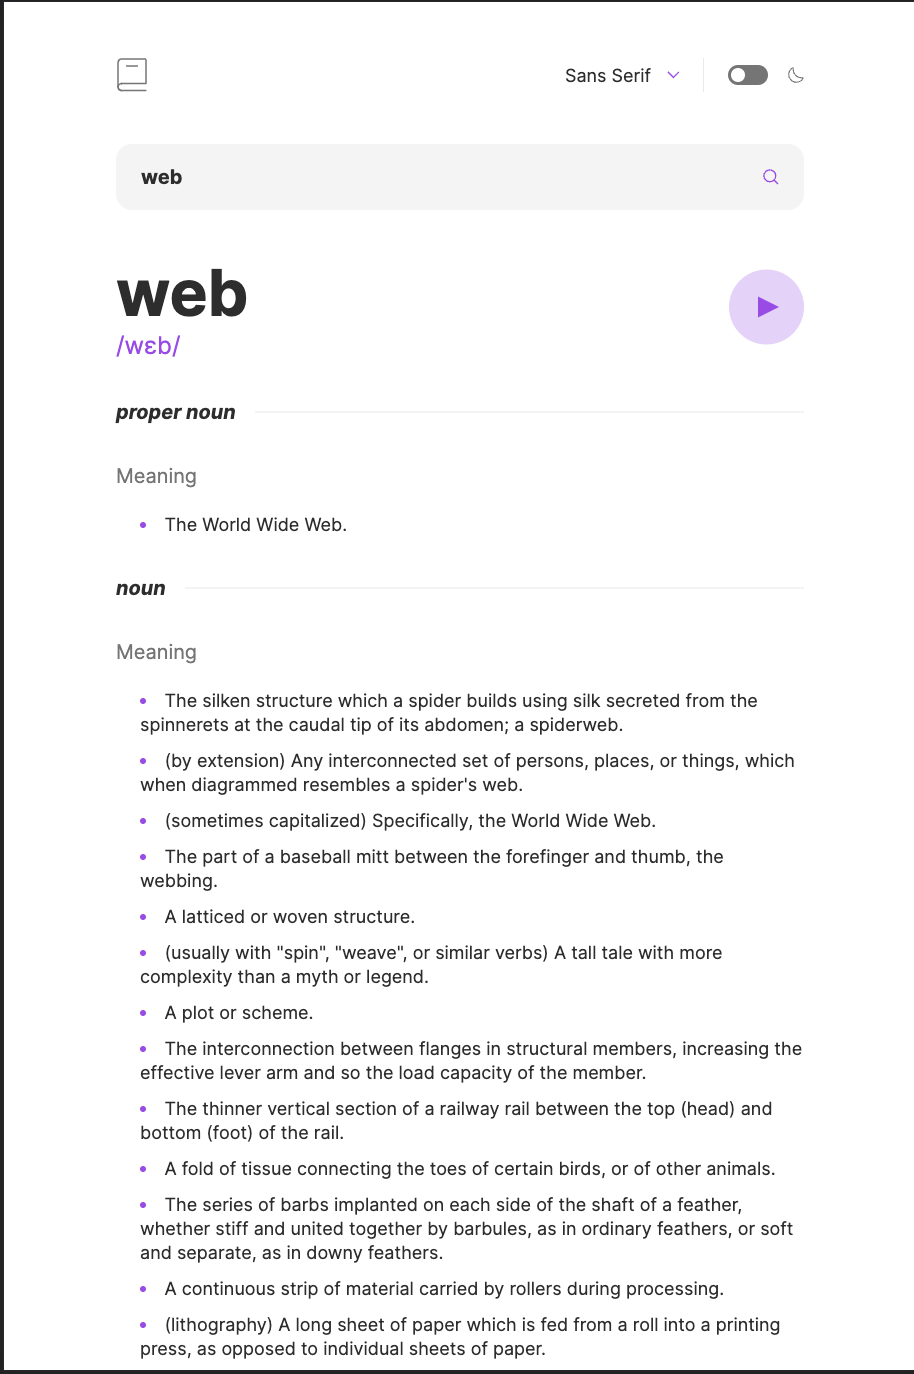 Sans Serif
web
web
/wɛb/
proper noun
Meaning
• The World Wide Web.
noun
Meaning
• The silken structure which a spider builds using silk secreted from the
spinnerets at the caudal tip of its abdomen; a spiderweb.
• (by extension) Any interconnected set of persons, places, or things, which
when diagrammed resembles a spider's web.
• (sometimes capitalized) Specifically, the World Wide Web.
• The part of a baseball mitt between the forefinger and thumb, the
webbing.
• A latticed or woven structure.
• (usually with "spin", "weave", or similar verbs) A tall tale with more
complexity than a myth or legend.
• A plot or scheme.
• The interconnection between flanges in structural members, increasing the
effective lever arm and so the load capacity of the member.
• The thinner vertical section of a railway rail between the top (head) and
bottom (foot) of the rail.
• A fold of tissue connecting the toes of certain birds, or of other animals.
• The series of barbs implanted on each side of the shaft of a feather,
whether stiff and united together by barbules, as in ordinary feathers, or soft
and separate, as in downy feathers.
• A continuous strip of material carried by rollers during processing.
• (lithography) A long sheet of paper which is fed from a roll into a printing
press, as opposed to individual sheets of paper.